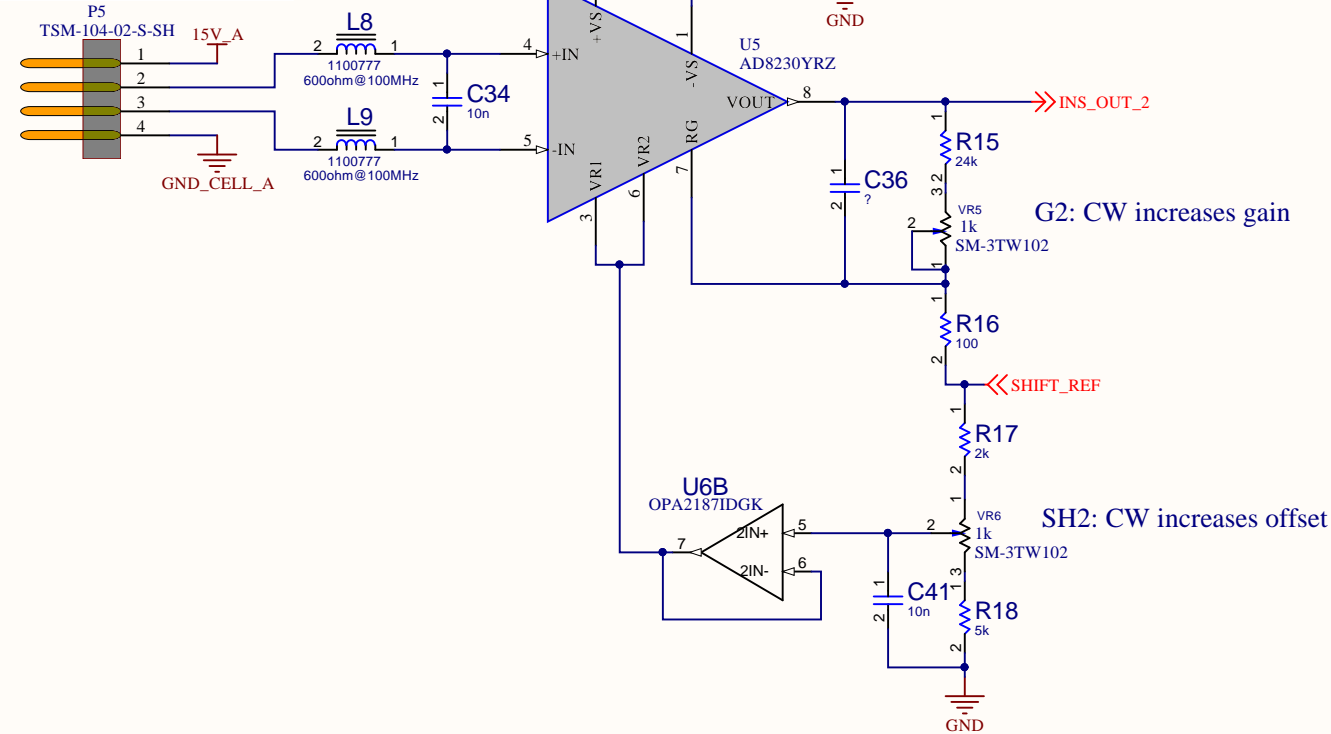 P5
TSM-104-02-S-SH
15V_A
1
2
3
4
GND_CELL_A
L8
2 1
1100777
600ohm@100MHz
L9
2 1
1100777
600ohm@100MHz
1
C34
10n
2
4 +IN
5 -IN
+VS
1 -VS
GND
U5
AD8230YRZ
VOUT 8
INS_OUT_2
VR1
3
VR2
6
RG
7
1
C36
?
2
1
R15
24k
2
3
VR5
2 1k
SM-3TW102
1
G2: CW increases gain
1
R16
100
2
SHIFT_REF
1
R17
2k
2
1
VR6
2 1k
SM-3TW102
3
SH2: CW increases offset
U6B
OPA2187IDGK
7 2IN+ 5
2IN- 6
1
C41
10n
2
1
R18
5k
2
GND